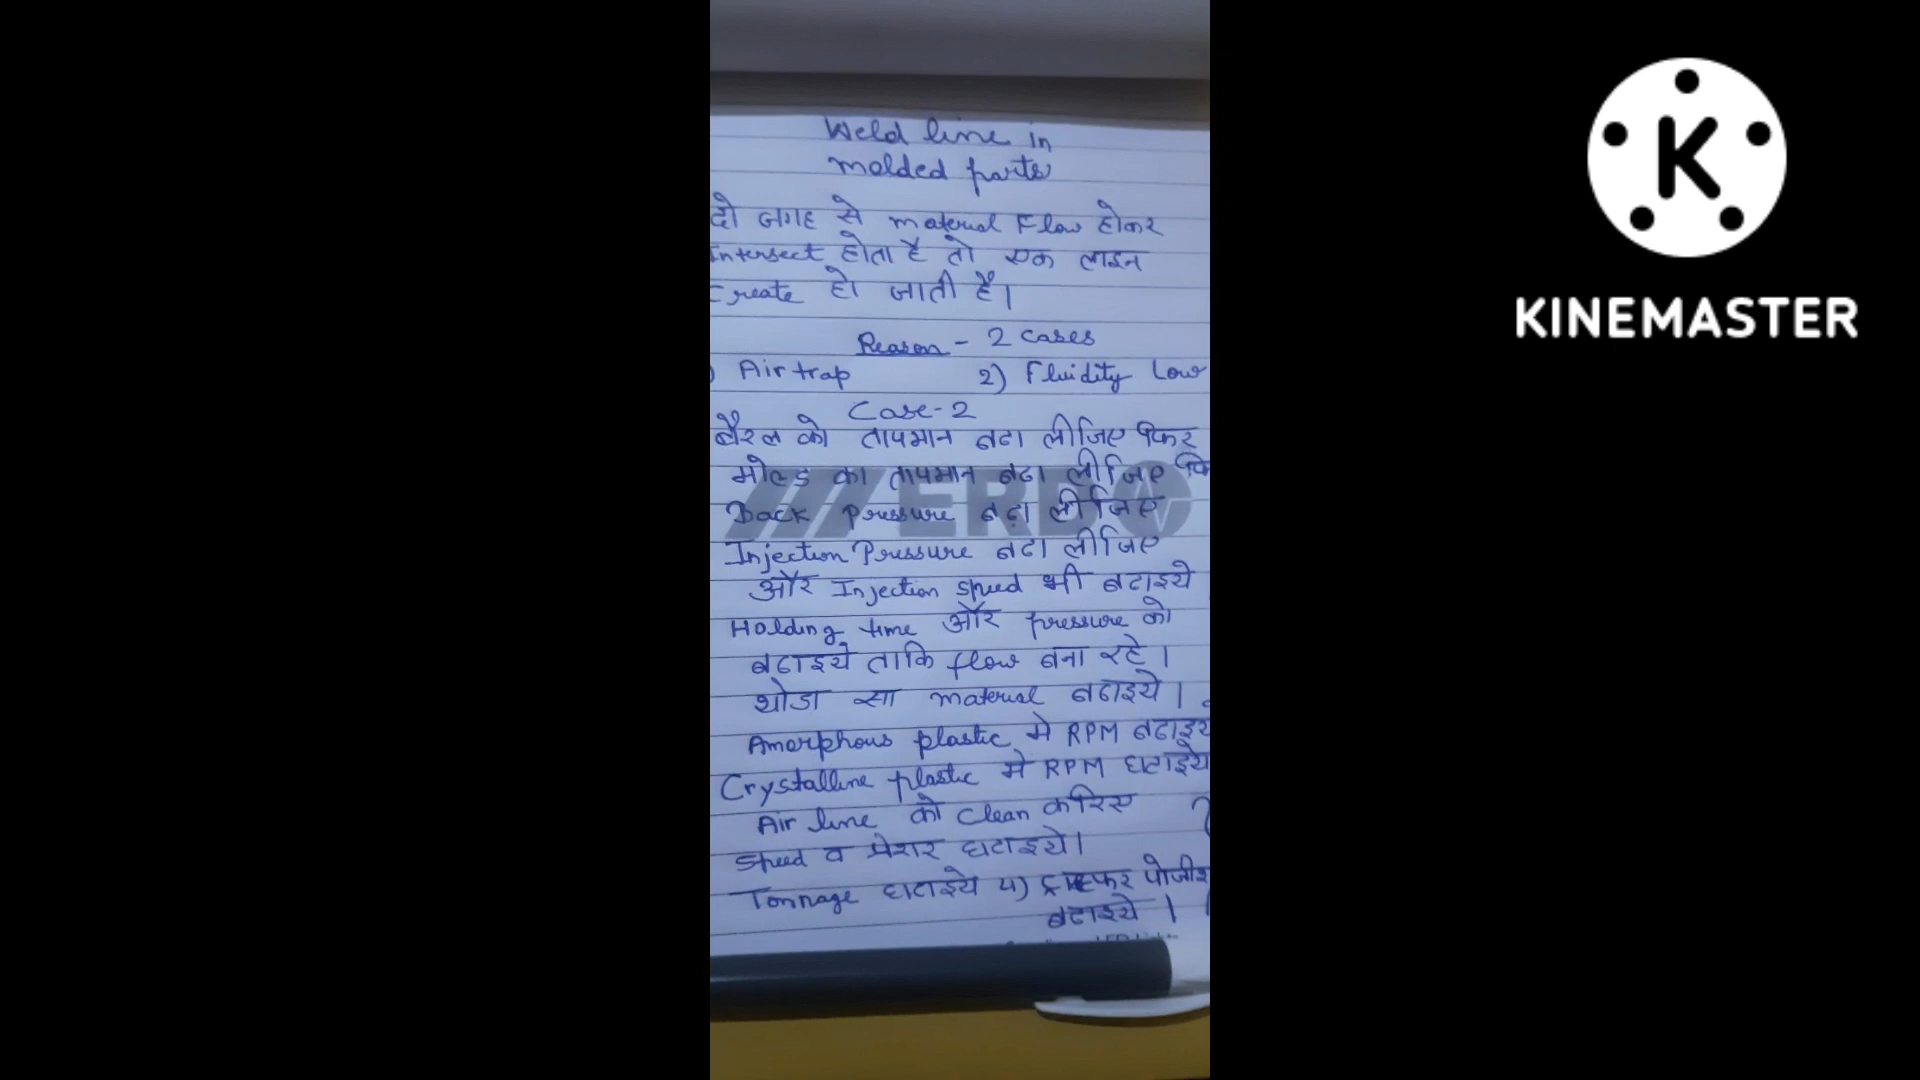 Weld line in
molded parts
दो जगह से material Flow होकर
Intersect होता है तो एक लाइन
Create हो जाती है।
Reason - 2 cases
) Air trap 2) Fluidity Low
Case-2
बैरल को तापमान बढा लीजिए फिर
मोल्ड का तापमान बढा लीजिए
Back Pressure बढ़ा लीजिए
Injection Pressure बढा लीजिए
और Injection speed भी बढाइये
Holding time और pressure को
बढाइये ताकि flow बना रहे।
थोडा सा material बढाइये।
Amorphous plastic मे RPM बढाइये
Crystalline plastic मे RPM घटाइये
Air line को Clean करिए
Speed व प्रेशर घटाइये।
Tonnage घटाइये 4)
बढाइये।
KINEMASTER